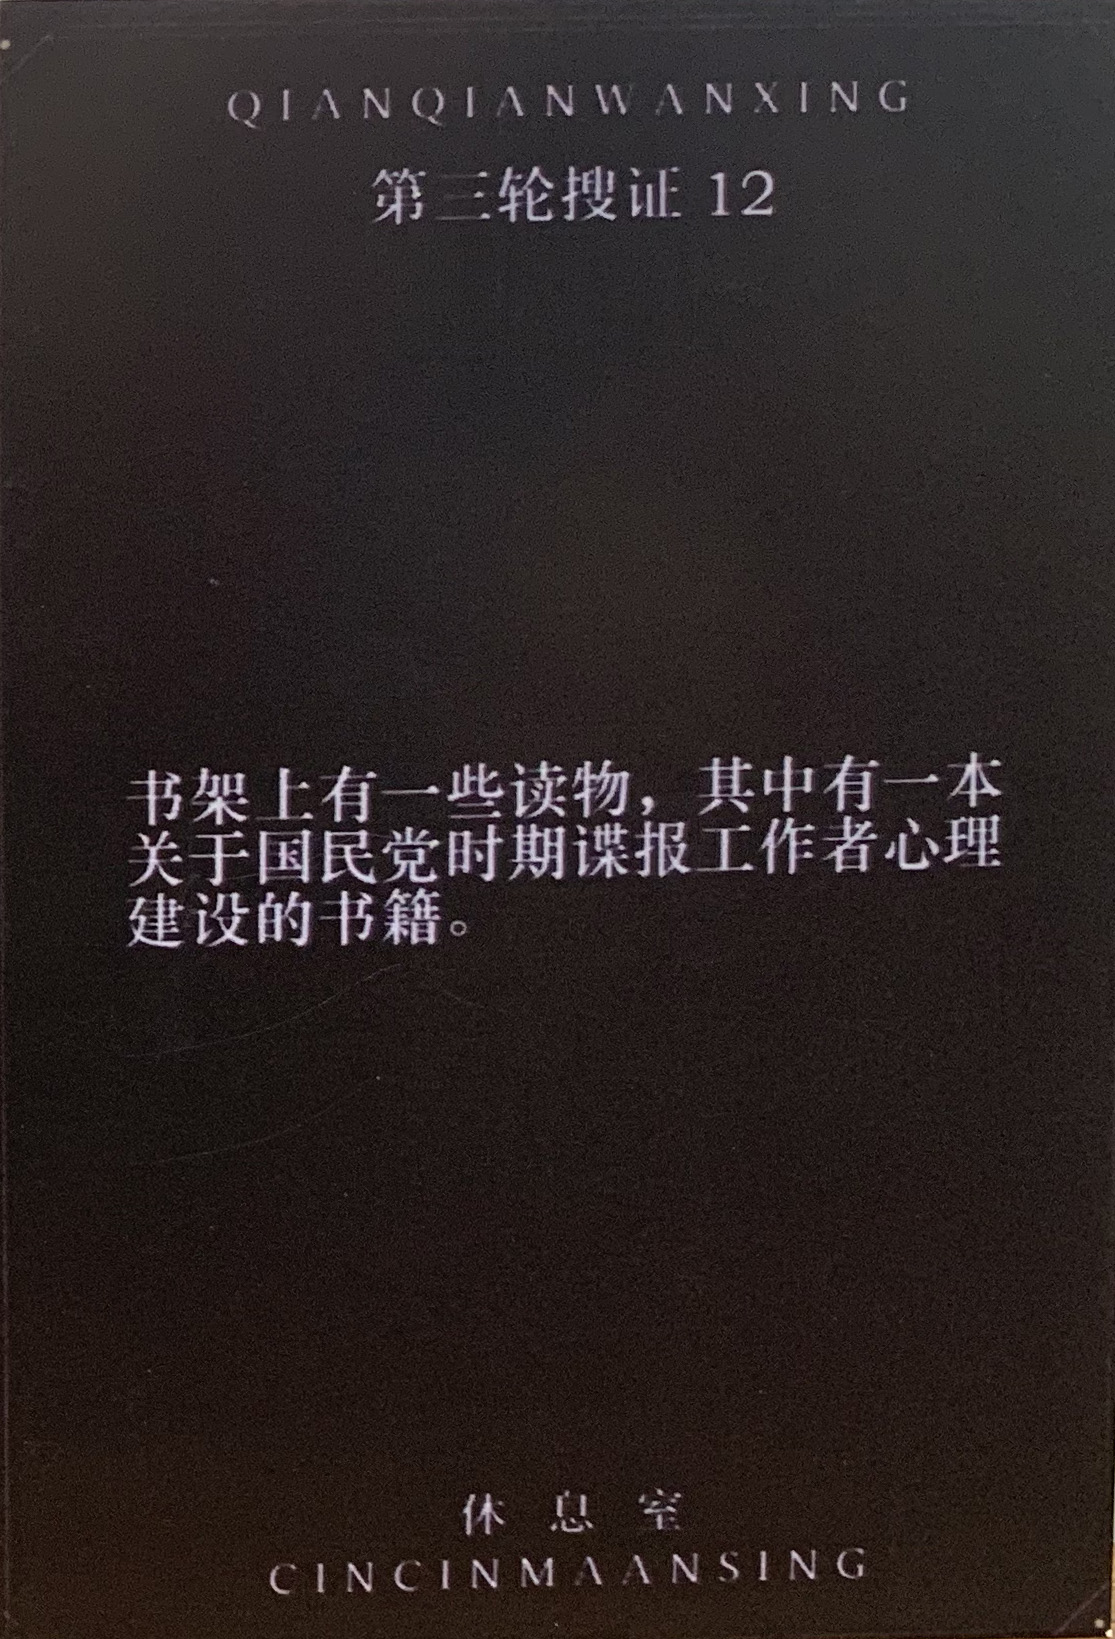 QIANQIANWANXING
第三轮搜证 12
书架上有一些读物，其中有一本
关于国民党时期谍报工作者心理
建设的书籍。
休息室
CINCINMAANSING